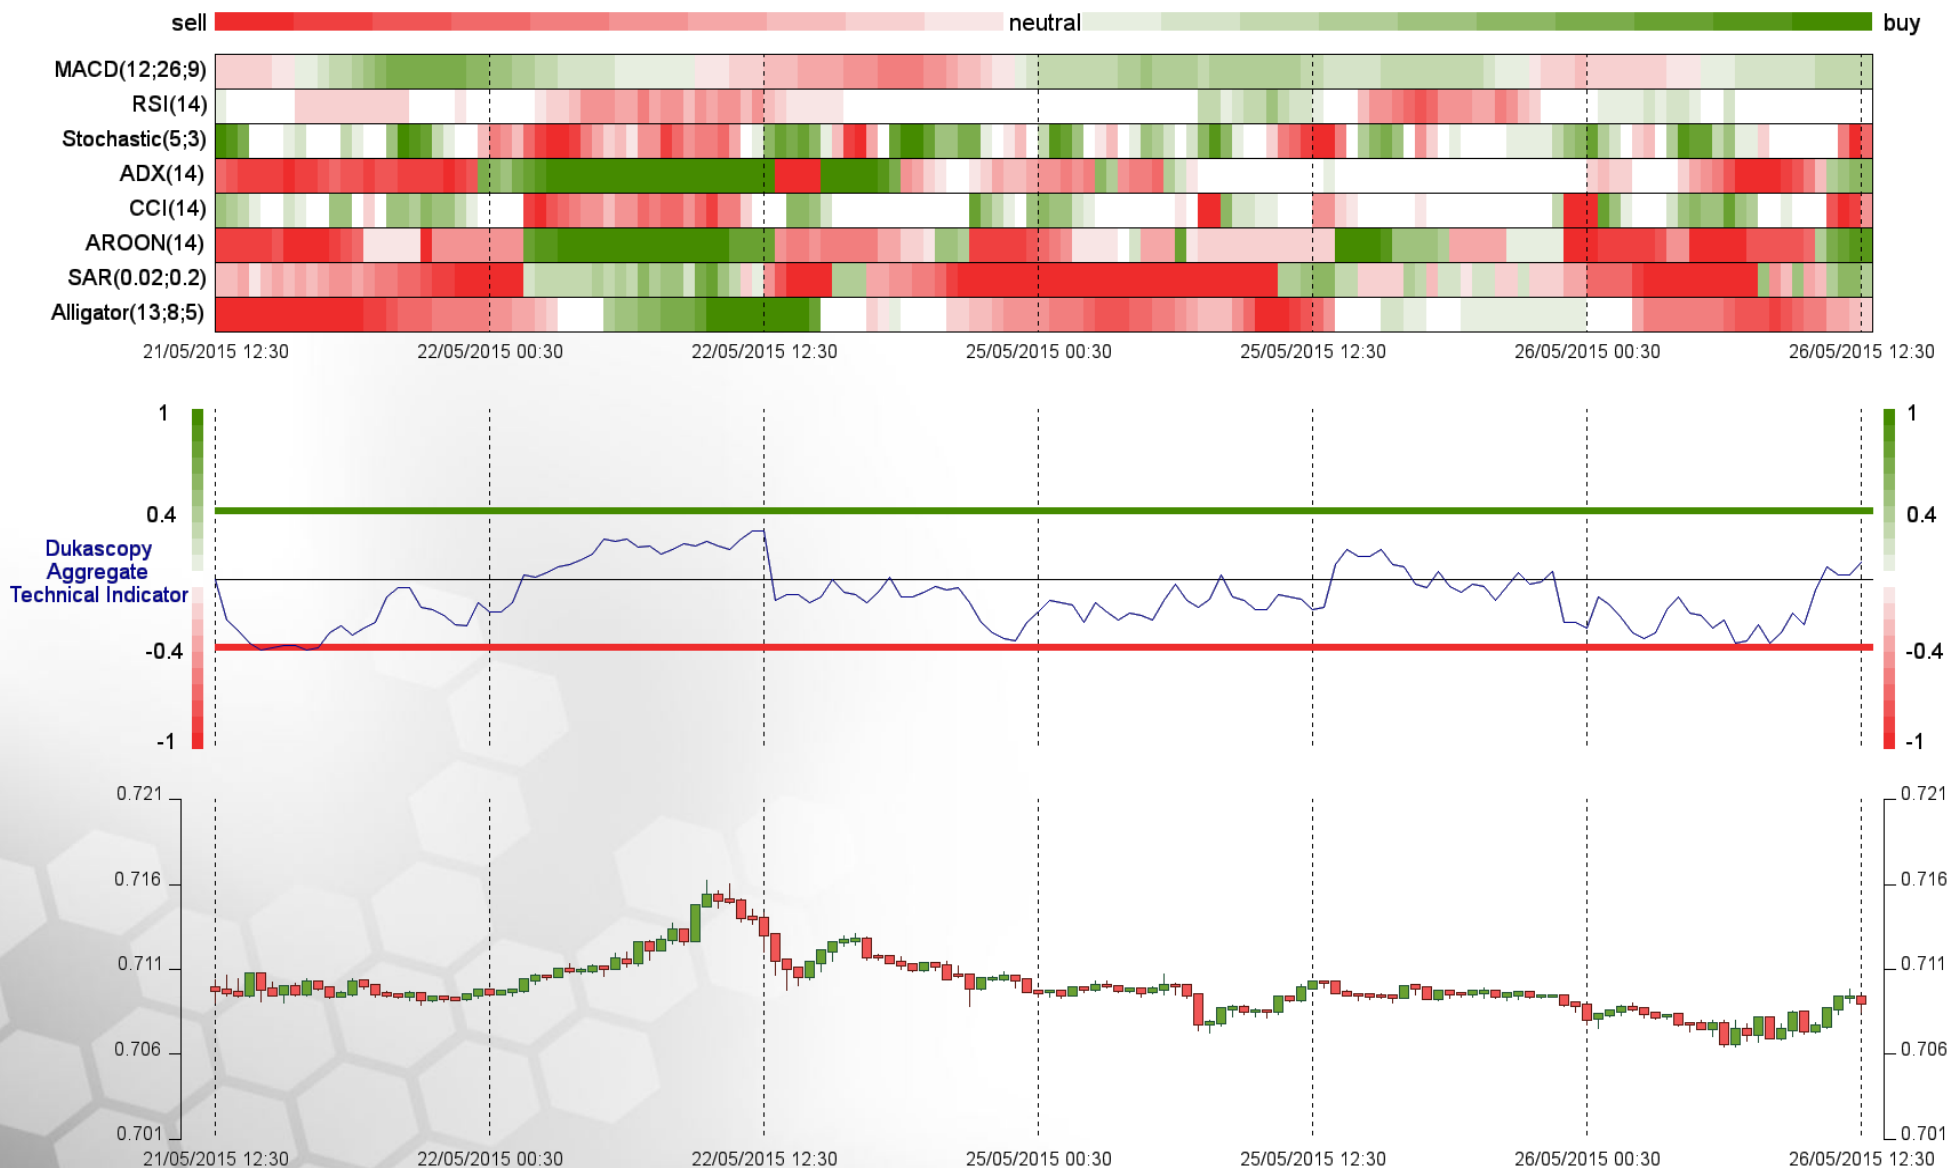 sell neutral buy
MACD(12;26;9)
RSI(14)
Stochastic(5;3)
ADX(14)
CCI(14)
AROON(14)
SAR(0.02;0.2)
Alligator(13;8;5)
21/05/2015 12:30 22/05/2015 00:30 22/05/2015 12:30 25/05/2015 00:30 25/05/2015 12:30 26/05/2015 00:30 26/05/2015 12:30
1 1
0.4 0.4
Dukascopy
Aggregate
Technical Indicator
-0.4 -0.4
-1 -1
0.721 0.721
0.716 0.716
0.711 0.711
0.706 0.706
0.701 0.701
21/05/2015 12:30 22/05/2015 00:30 22/05/2015 12:30 25/05/2015 00:30 25/05/2015 12:30 26/05/2015 00:30 26/05/2015 12:30